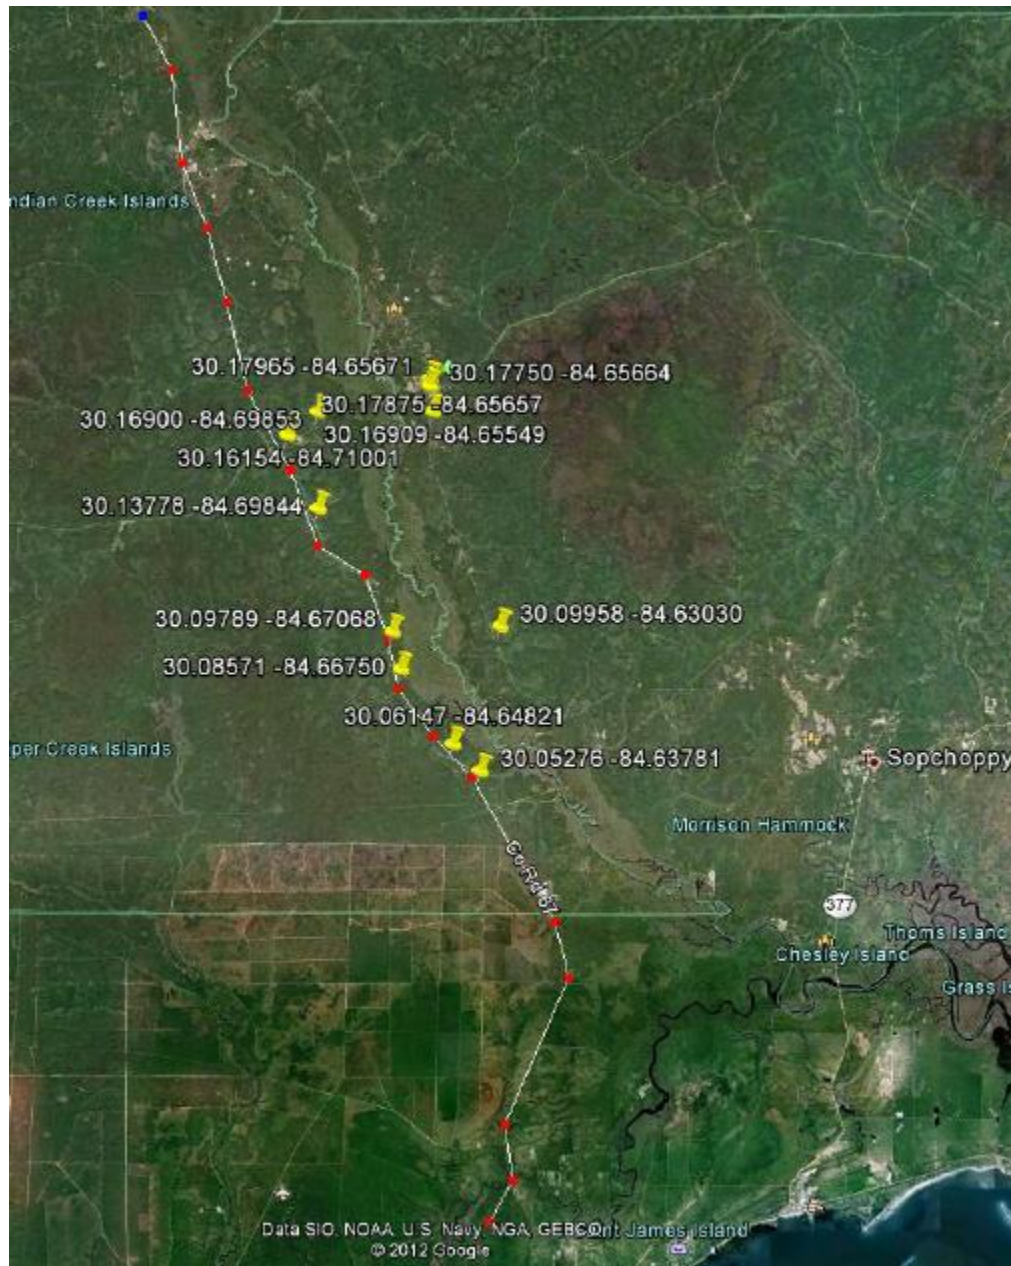 ndian Creek Islands
30.17965 -84.65671
30.17750 -84.65664
30.17875 -84.65657
30.16900 -84.69853
30.16909 -84.65549
30.16154 -84.71001
30.13778 -84.69844
30.09789 -84.67068
30.09958 -84.63030
30.08571 -84.66750
30.06147 -84.64821
per Creek Islands
30.05276 -84.63781
Sopchoppy
Morrison Hammock
Co Rd 67
377
Thoms Island
Chesley Island
Grass Is
Data SIO, NOAA, U.S. Navy, NGA, GEBCO
nt James Island
© 2012 Google